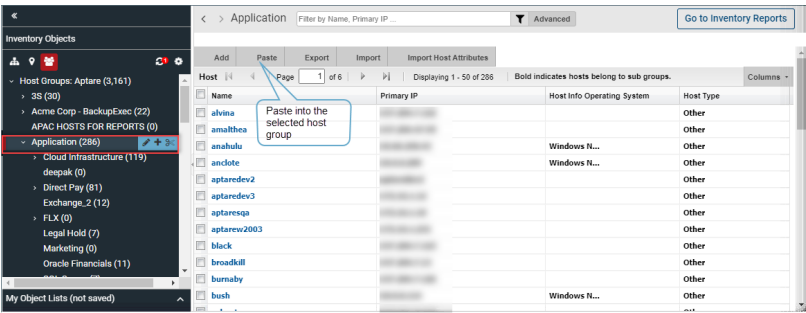 Inventory Objects
Host Groups: Aptare (3,161)
3S (30)
Acme Corp - BackupExec (22)
APAC HOSTS FOR REPORTS (0)
Application (286)
Cloud Infrastructure (119)
deepak (0)
Direct Pay (81)
Exchange_2 (12)
FLX (0)
Legal Hold (7)
Marketing (0)
Oracle Financials (11)
My Object Lists (not saved)
Application Filter by Name, Primary IP ... Advanced Go to Inventory Reports
Add Paste Export Import Import Host Attributes
Host Page 1 of 6 Displaying 1 - 50 of 286 Bold indicates hosts belong to sub groups. Columns
Name Primary IP Host Info Operating System Host Type
Paste into the
selected host
group
alvina Other
amalthea Other
anahulu Windows N... Other
anclote Windows N... Other
aptaredev2 Other
aptaredev3 Other
aptaresqa Other
aptarew2003 Other
black Other
broadkill Other
burnaby Other
bush Windows N... Other